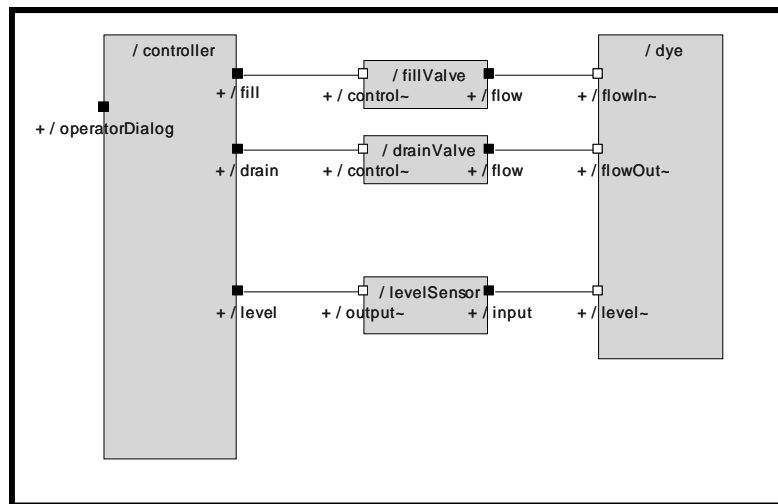 / controller
/ fillValve
/ dye
+ / fill
+ / control~
+ / flow
+ / flowIn~
+ / operatorDialog
/ drainValve
+ / drain
+ / control~
+ / flow
+ / flowOut~
/ levelSensor
+ / level
+ / output~
+ / input
+ / level~